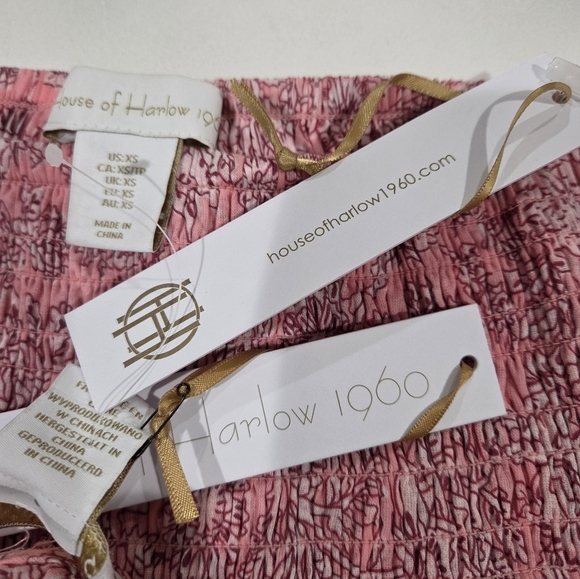 House of Harlow 19
US:XS
CA:XS/TP
UK:XS
EU:XS
AU:XS
MADE IN
CHINA
houseofharlow1960.com
Harlow 1960
WYPRODUKOWANO
W CHINACH
HERGESTELLT IN
CHINA
GEPRODUCEERD
IN CHINA